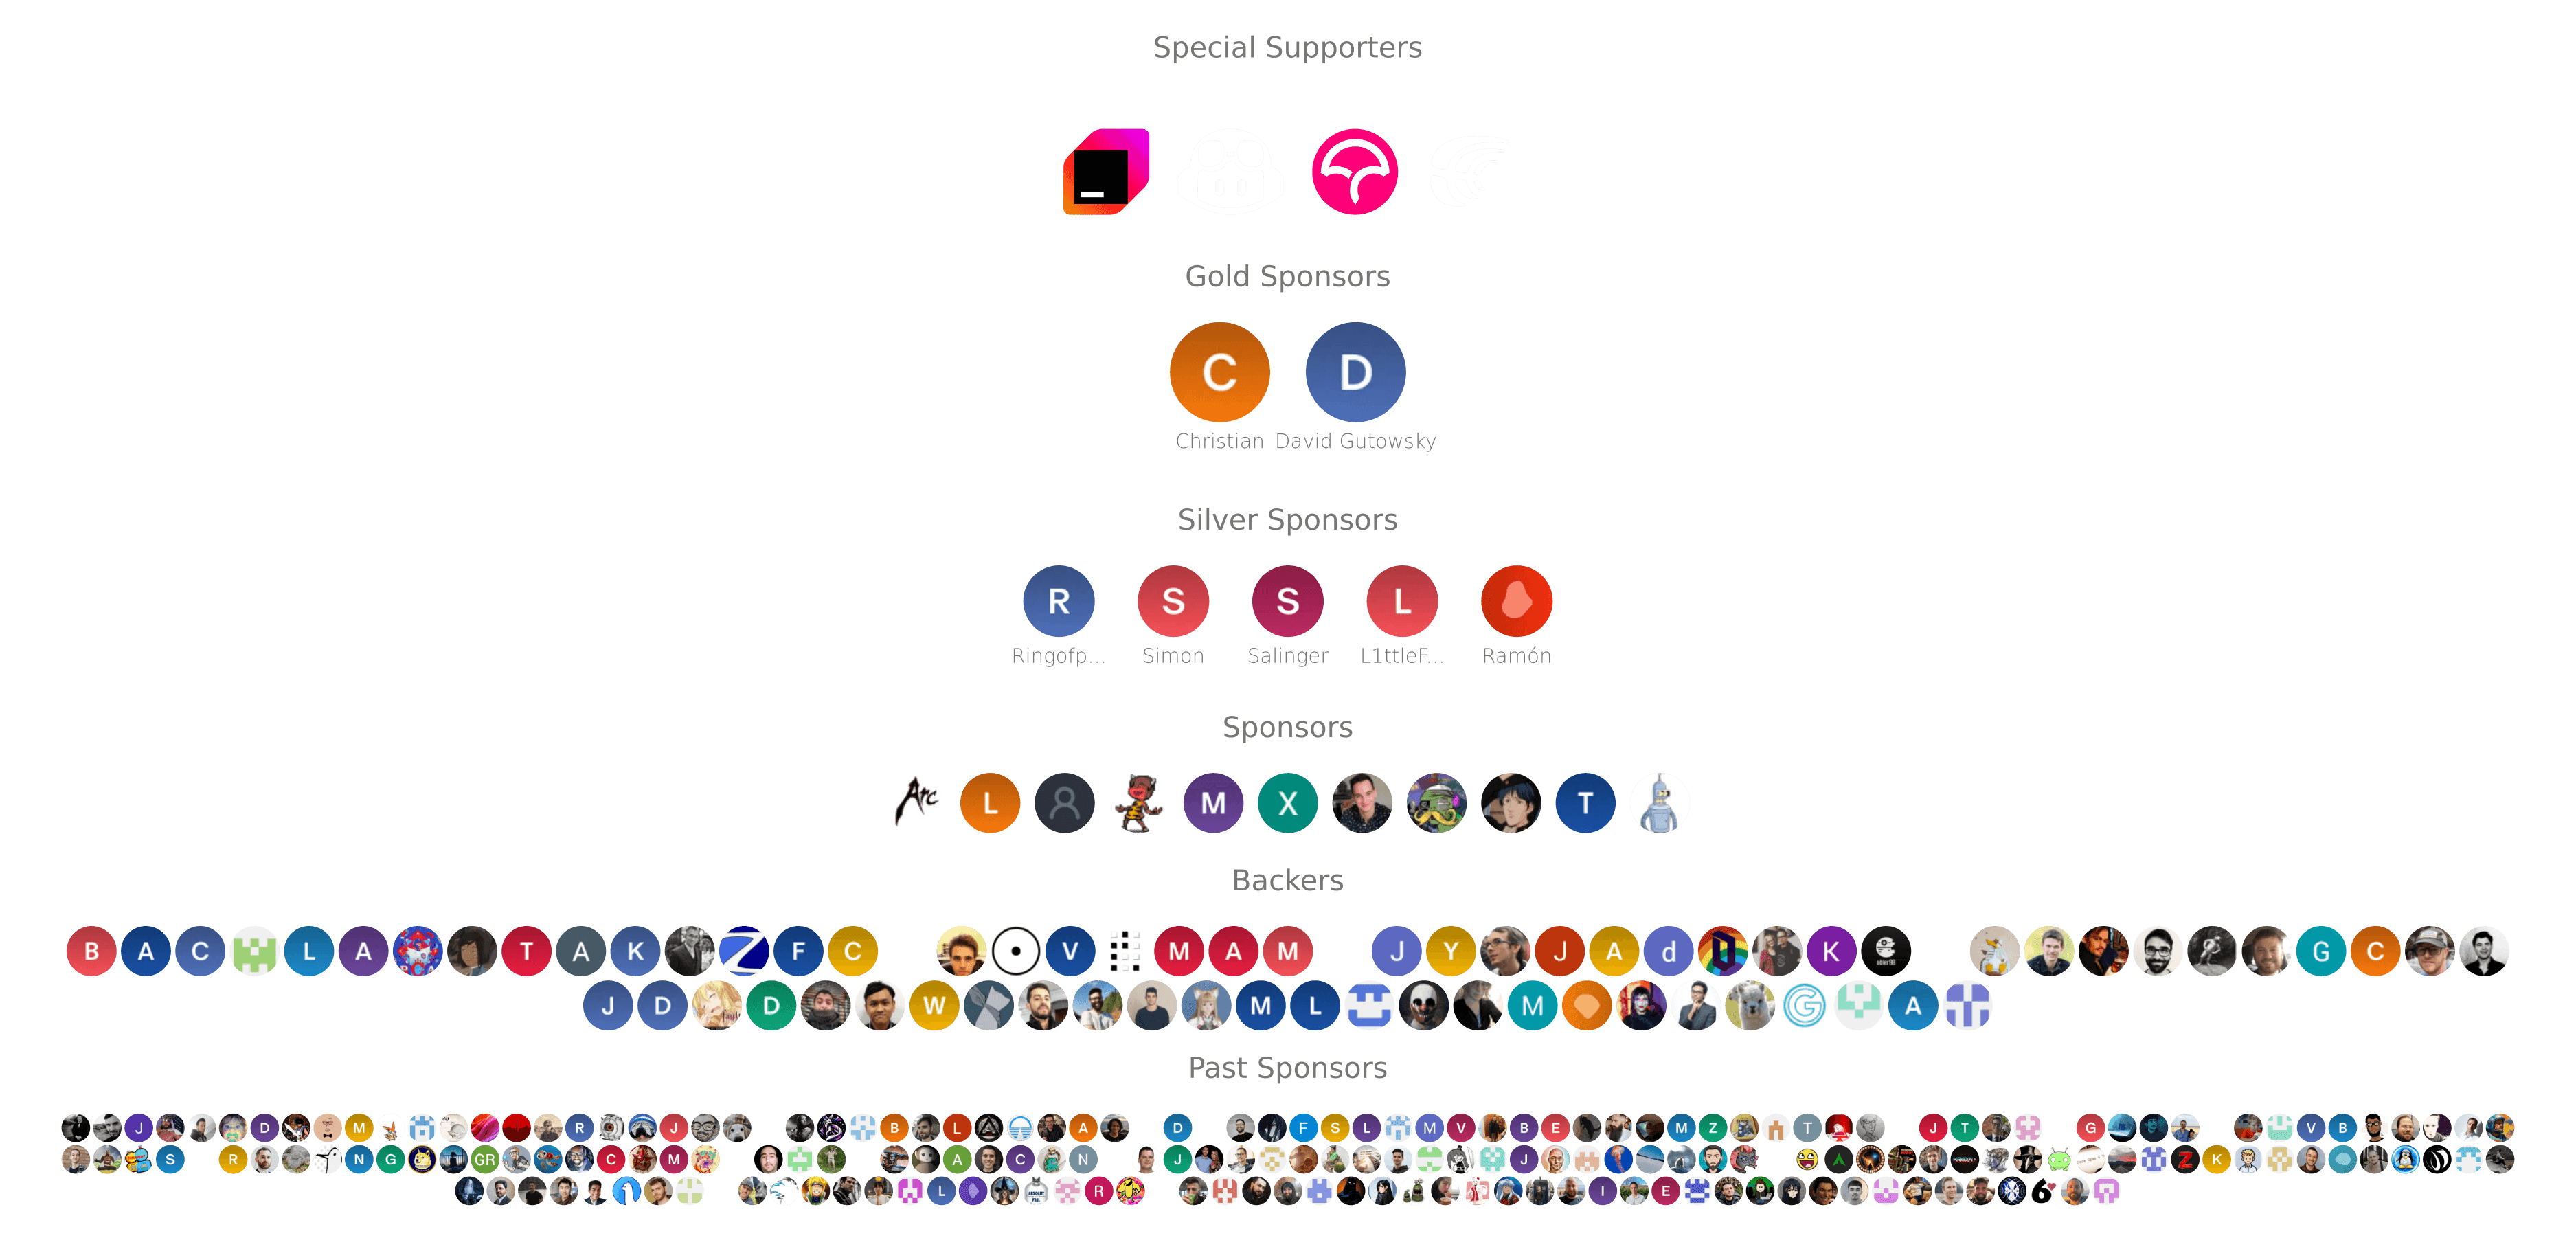 Special Supporters
Gold Sponsors
C D
Christian David Gutowsky
Silver Sponsors
R S S L
Ringofp... Simon Salinger L1ttleF... Ramón
Sponsors
Arc L M X T
Backers
B A C L A T A K Z F C V M A M J Y J A d K G C
J D D W M L M G A
Past Sponsors
J D M R J B L A D F S L M V B E M Z T J T G V B
S R N G GR C M A C N J J Z K
L R I E 6